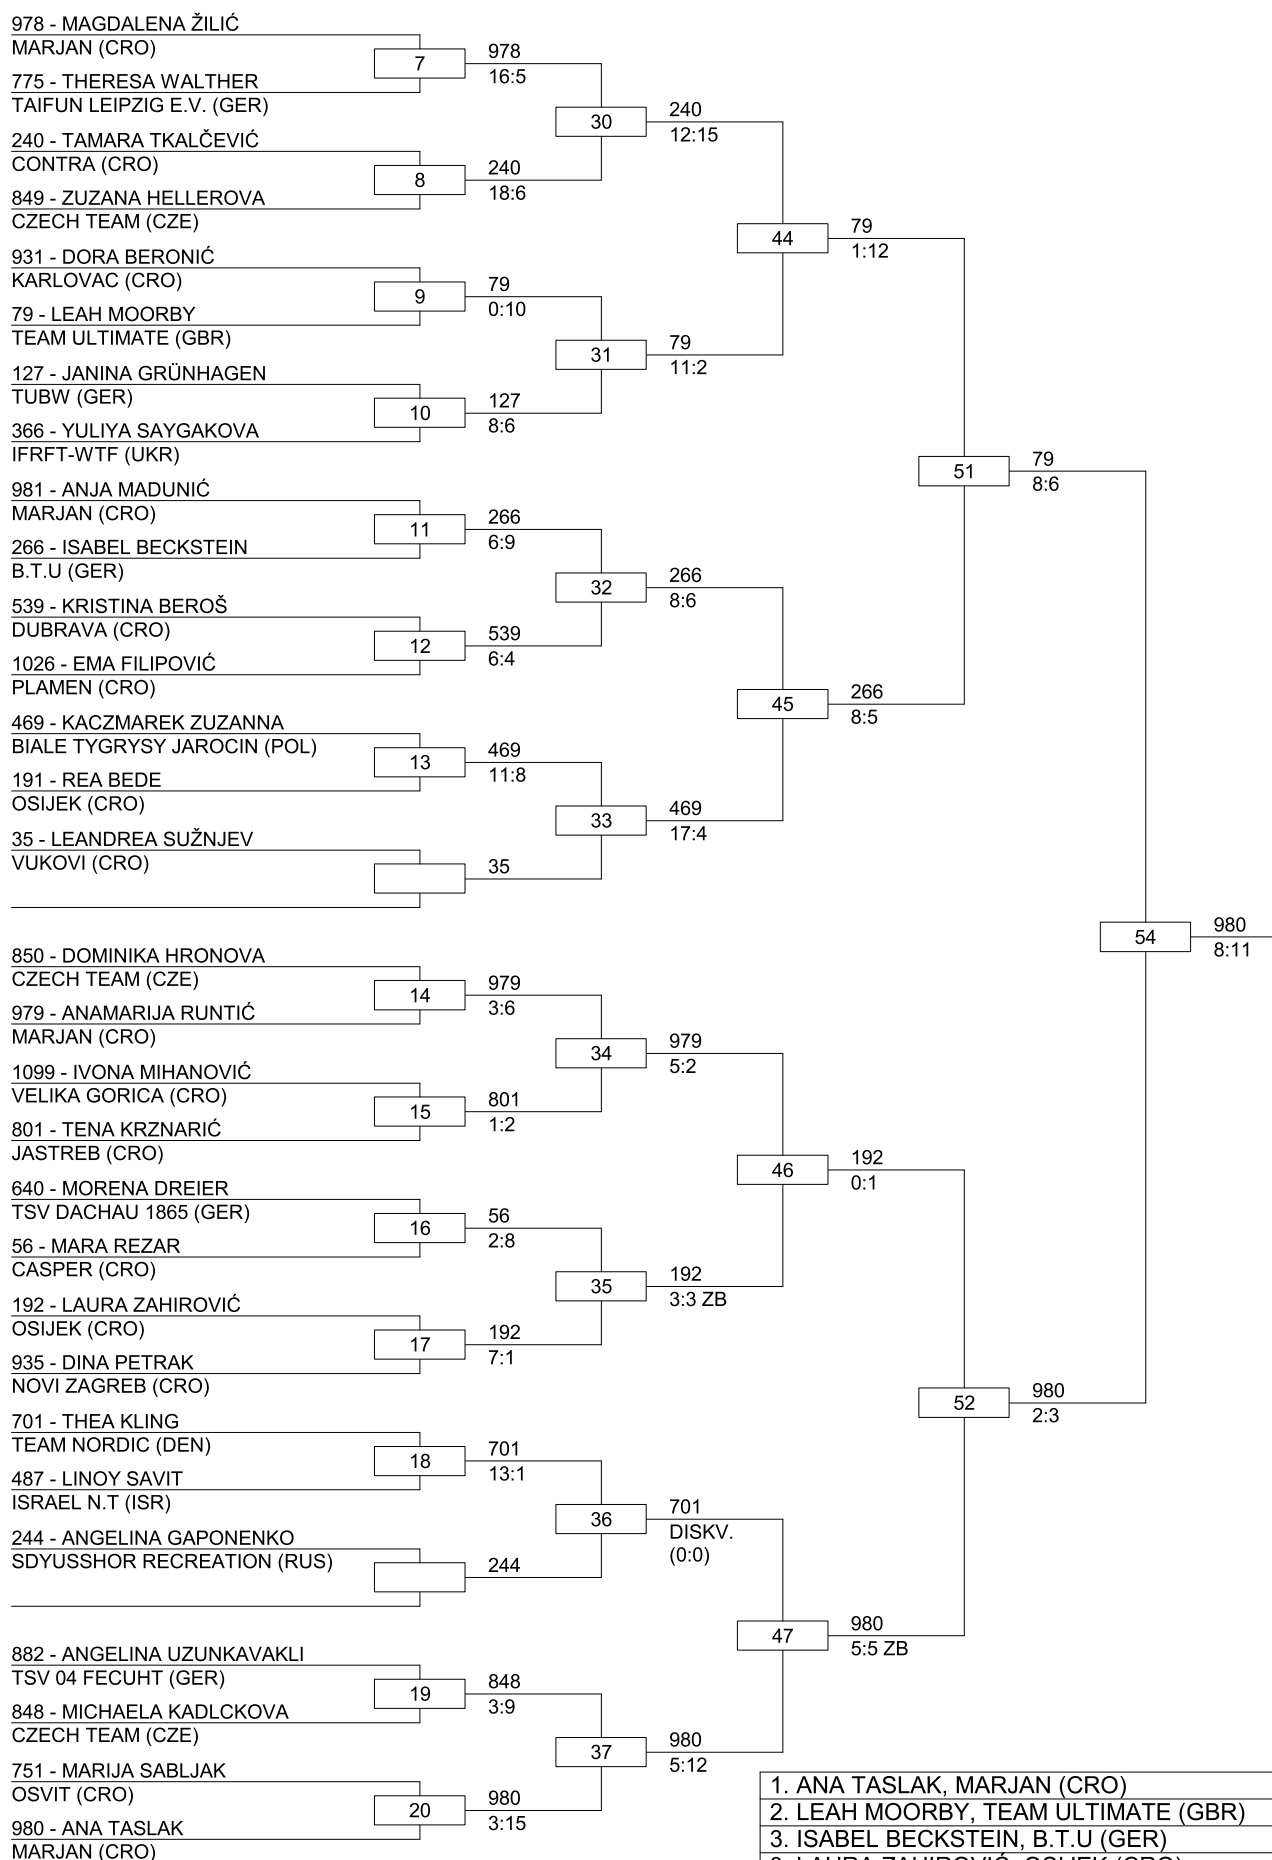 978 - MAGDALENA ŽILIĆ
MARJAN (CRO)
7
978
16:5
775 - THERESA WALTHER
TAIFUN LEIPZIG E.V. (GER)
30
240
12:15
240 - TAMARA TKALČEVIĆ
CONTRA (CRO)
8
240
18:6
849 - ZUZANA HELLEROVA
CZECH TEAM (CZE)
44
79
1:12
931 - DORA BERONIĆ
KARLOVAC (CRO)
9
79
0:10
79 - LEAH MOORBY
TEAM ULTIMATE (GBR)
31
79
11:2
127 - JANINA GRÜNHAGEN
TUBW (GER)
10
127
8:6
366 - YULIYA SAYGAKOVA
IFRFT-WTF (UKR)
51
79
8:6
981 - ANJA MADUNIĆ
MARJAN (CRO)
11
266
6:9
266 - ISABEL BECKSTEIN
B.T.U (GER)
32
266
8:6
539 - KRISTINA BEROŠ
DUBRAVA (CRO)
12
539
6:4
1026 - EMA FILIPOVIĆ
PLAMEN (CRO)
45
266
8:5
469 - KACZMAREK ZUZANNA
BIALE TYGRYSY JAROCIN (POL)
13
469
11:8
191 - REA BEDE
OSIJEK (CRO)
33
469
17:4
35 - LEANDREA SUŽNJEV
VUKOVI (CRO)
35
54
980
8:11
850 - DOMINIKA HRONOVA
CZECH TEAM (CZE)
14
979
3:6
979 - ANAMARIJA RUNTIĆ
MARJAN (CRO)
34
979
5:2
1099 - IVONA MIHANOVIĆ
VELIKA GORICA (CRO)
15
801
1:2
801 - TENA KRZNARIĆ
JASTREB (CRO)
46
192
0:1
640 - MORENA DREIER
TSV DACHAU 1865 (GER)
16
56
2:8
56 - MARA REZAR
CASPER (CRO)
35
192
3:3 ZB
192 - LAURA ZAHIROVIĆ
OSIJEK (CRO)
17
192
7:1
935 - DINA PETRAK
NOVI ZAGREB (CRO)
52
980
2:3
701 - THEA KLING
TEAM NORDIC (DEN)
18
701
13:1
487 - LINOY SAVIT
ISRAEL N.T (ISR)
36
701
DISKV.
(0:0)
244 - ANGELINA GAPONENKO
SDYUSSHOR RECREATION (RUS)
244
47
980
5:5 ZB
882 - ANGELINA UZUNKAVAKLI
TSV 04 FECUHT (GER)
19
848
3:9
848 - MICHAELA KADLCKOVA
CZECH TEAM (CZE)
37
980
5:12
751 - MARIJA SABLJAK
OSVIT (CRO)
20
980
3:15
980 - ANA TASLAK
MARJAN (CRO)
1. ANA TASLAK, MARJAN (CRO)
2. LEAH MOORBY, TEAM ULTIMATE (GBR)
3. ISABEL BECKSTEIN, B.T.U (GER)
3. LAURA ZAHIROVIĆ, OSIJEK (CRO)